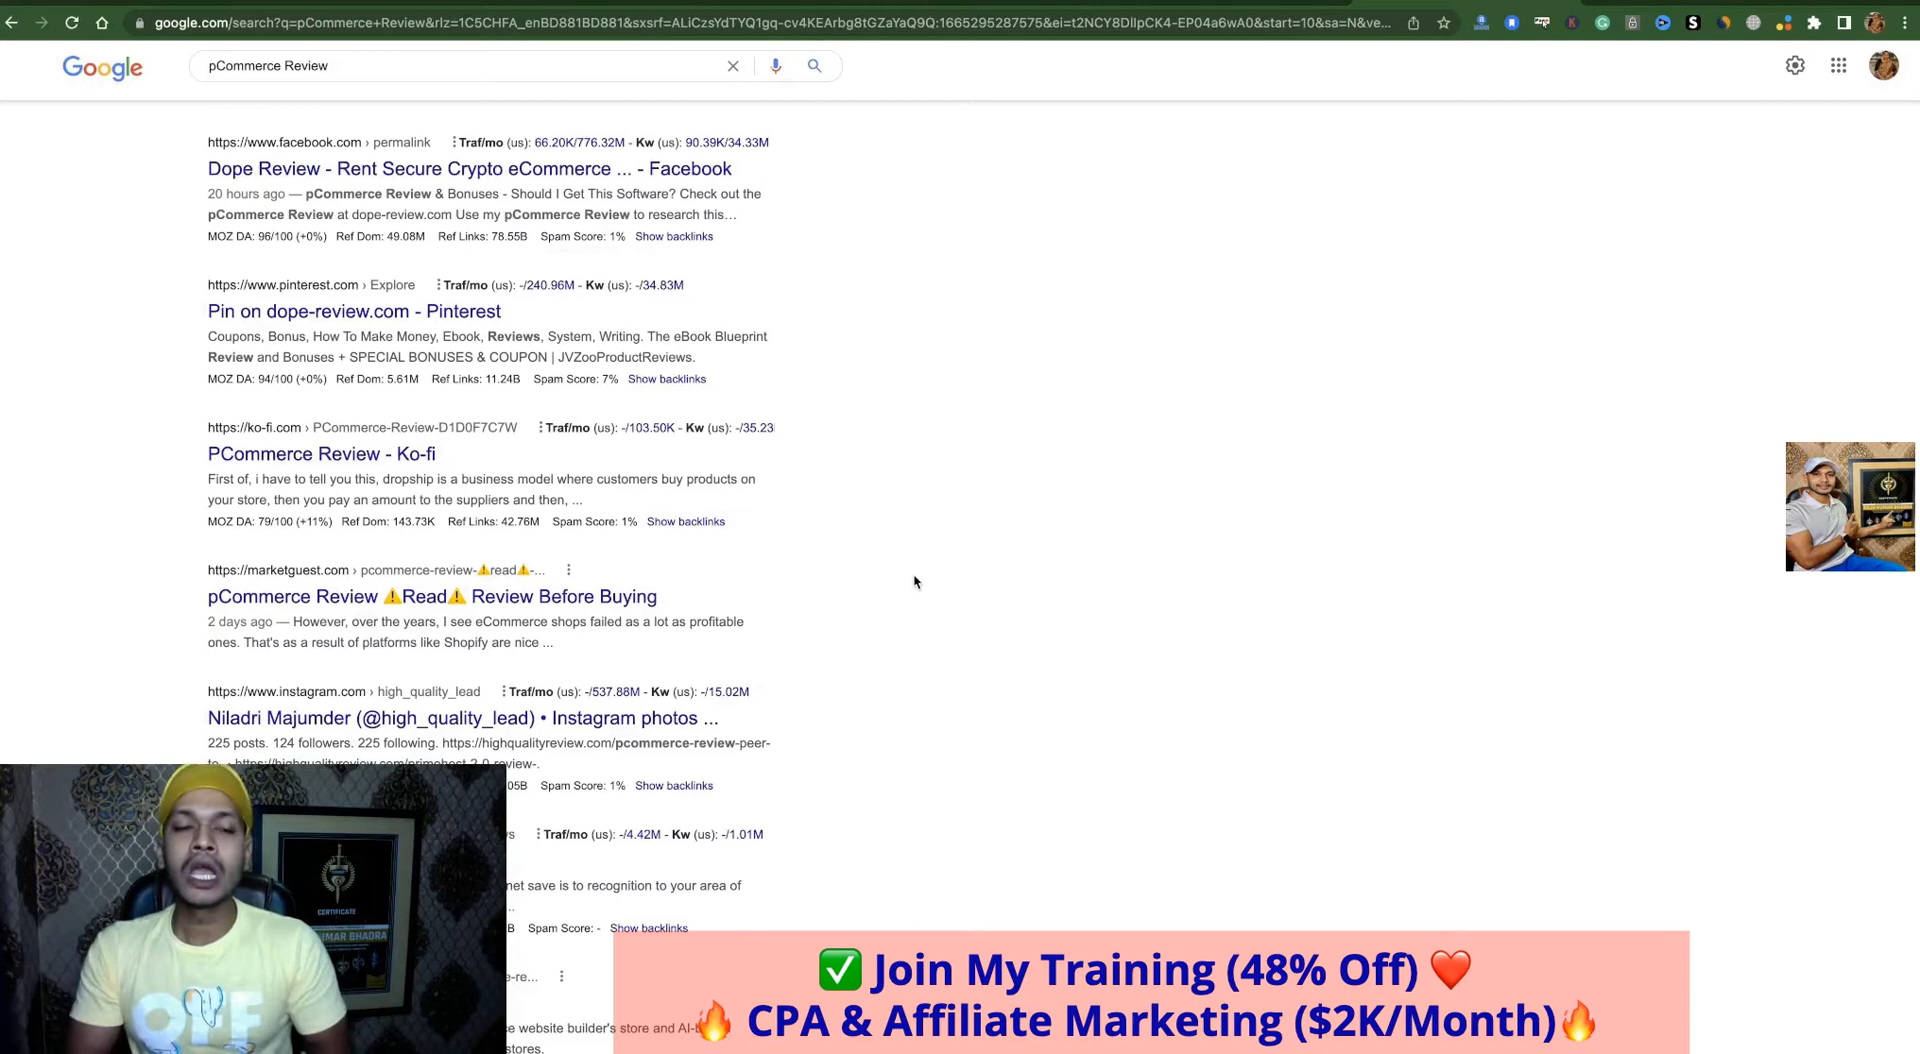 google.com/search?q=pCommerce+Review&rlz=1C5CHFA_enBD881BD881&sxsrf=ALiCzsYdTYQ1gq-cv4KEArbg8tGZaYaQ9Q:1665295287575&ei=t2NCY8DlIpCK4-EP04a6wA0&start=10&sa=N&ve...
Google
pCommerce Review
https://www.facebook.com › permalink Traf/mo (us): 66.20K/776.32M - Kw (us): 90.39K/34.33M
Dope Review - Rent Secure Crypto eCommerce ... - Facebook
20 hours ago — pCommerce Review & Bonuses - Should I Get This Software? Check out the
pCommerce Review at dope-review.com Use my pCommerce Review to research this…
MOZ DA: 96/100 (+0%) Ref Dom: 49.08M Ref Links: 78.55B Spam Score: 1% Show backlinks
https://www.pinterest.com › Explore Traf/mo (us): -/240.96M - Kw (us): -/34.83M
Pin on dope-review.com - Pinterest
Coupons, Bonus, How To Make Money, Ebook, Reviews, System, Writing. The eBook Blueprint
Review and Bonuses + SPECIAL BONUSES & COUPON | JVZooProductReviews.
MOZ DA: 94/100 (+0%) Ref Dom: 5.61M Ref Links: 11.24B Spam Score: 7% Show backlinks
https://ko-fi.com › PCommerce-Review-D1D0F7C7W Traf/mo (us): -/103.50K - Kw (us): -/35.23
PCommerce Review - Ko-fi
First of, i have to tell you this, dropship is a business model where customers buy products on
your store, then you pay an amount to the suppliers and then, ...
MOZ DA: 79/100 (+11%) Ref Dom: 143.73K Ref Links: 42.76M Spam Score: 1% Show backlinks
https://marketguest.com › pcommerce-review-⚠️read⚠️-...
pCommerce Review ⚠️Read⚠️ Review Before Buying
2 days ago — However, over the years, I see eCommerce shops failed as a lot as profitable
ones. That's as a result of platforms like Shopify are nice ...
https://www.instagram.com › high_quality_lead Traf/mo (us): -/537.88M - Kw (us): -/15.02M
Niladri Majumder (@high_quality_lead) • Instagram photos ...
225 posts. 124 followers. 225 following. https://highqualityreview.com/pcommerce-review-peer-
to. · https://highqualityreview.com/primehost-2-0-review-.
05B Spam Score: 1% Show backlinks
ws Traf/mo (us): -/4.42M - Kw (us): -/1.01M
net save is to recognition to your area of
..
B Spam Score: - Show backlinks
e-re...
ce website builder's store and AI-b
stores.
CERTIFICATE
UMAR BHADRA
✅ Join My Training (48% Off) ❤️
🔥 CPA & Affiliate Marketing ($2K/Month)🔥